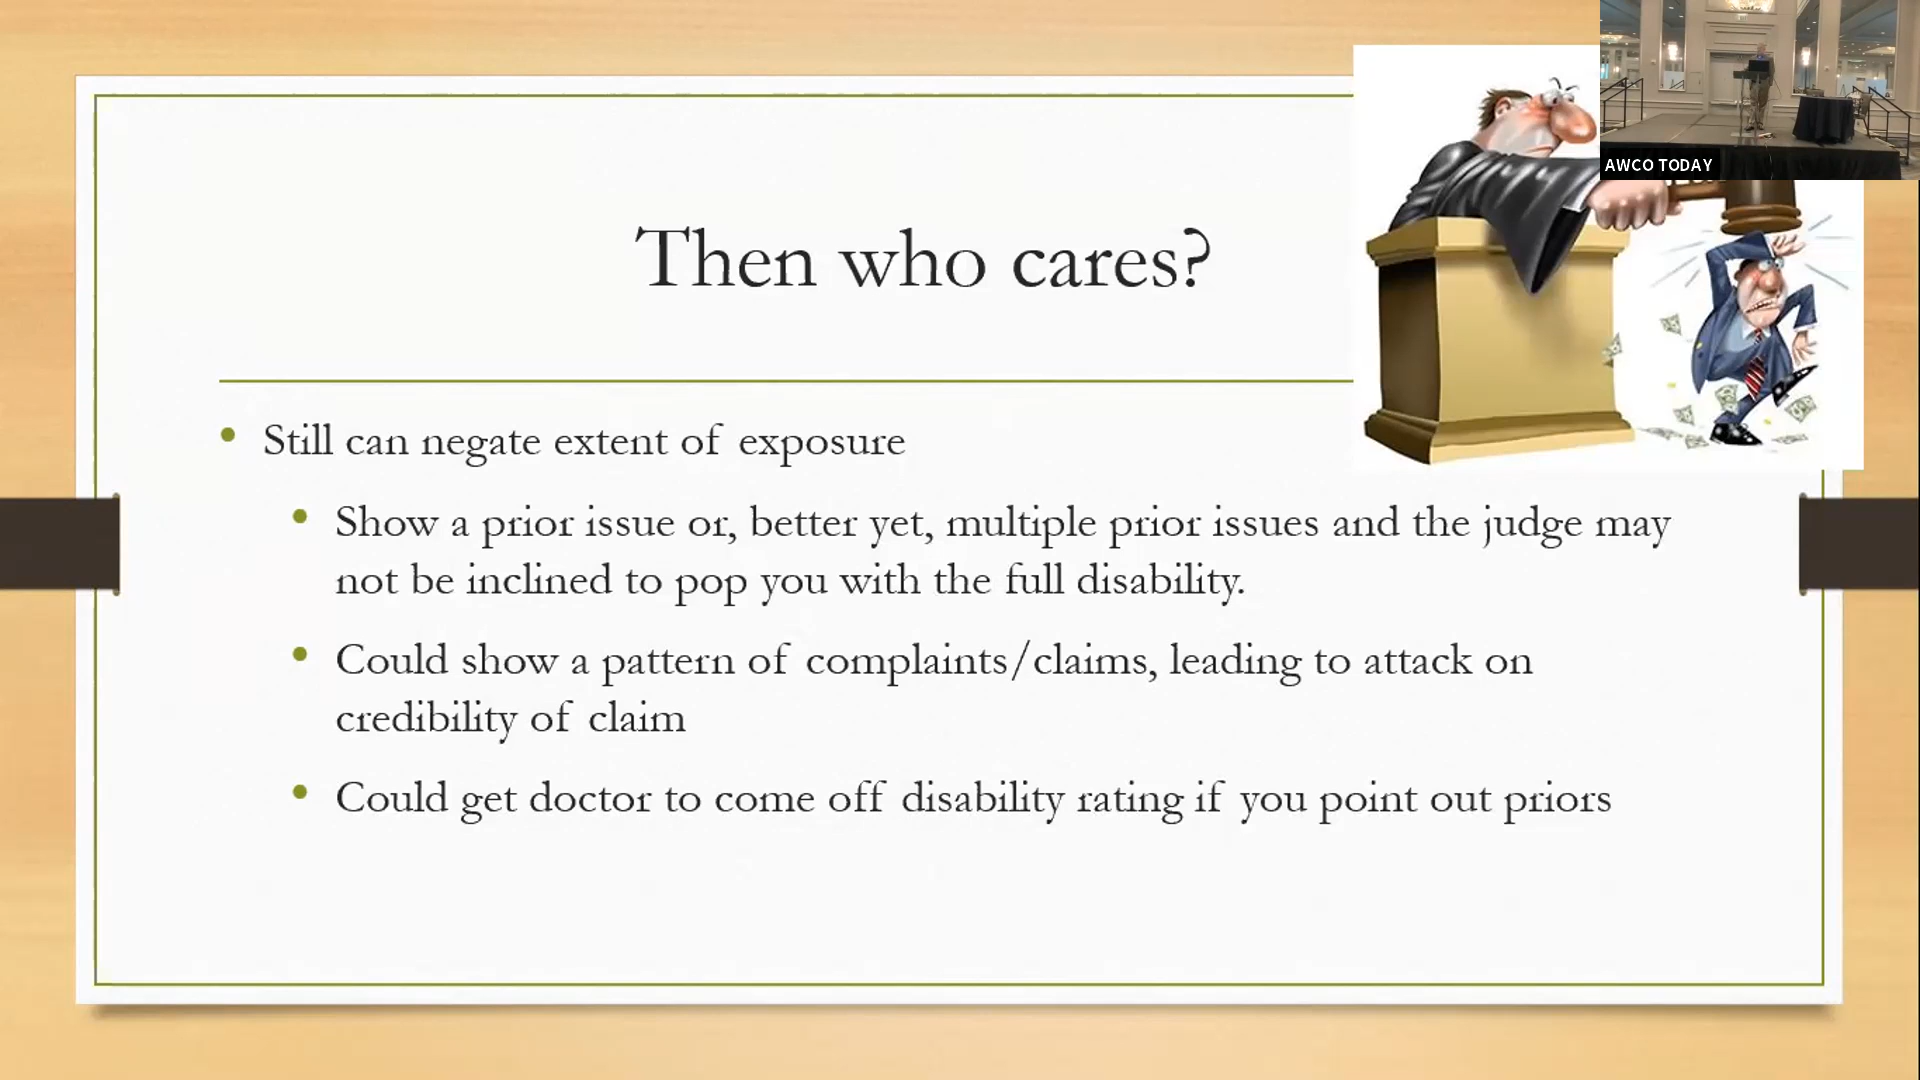 AWCO TODAY
Then who cares?
Still can negate extent of exposure
Show a prior issue or, better yet, multiple prior issues and the judge may
not be inclined to pop you with the full disability.
Could show a pattern of complaints/claims, leading to attack on
credibility of claim
Could get doctor to come off disability rating if you point out priors